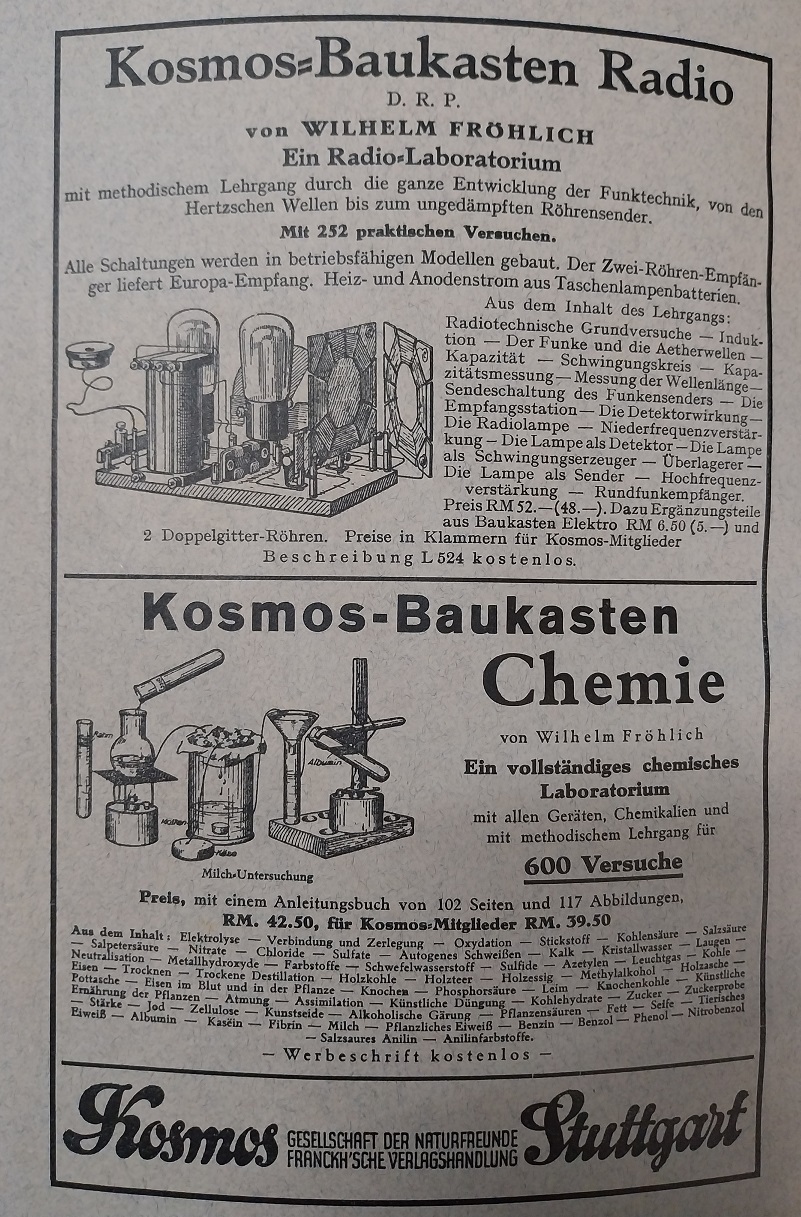 Kosmos-Baukasten Radio
D. R. P.
von WILHELM FRÖHLICH
Ein Radio-Laboratorium
mit methodischem Lehrgang durch die ganze Entwicklung der Funktechnik, von den
Hertzschen Wellen bis zum ungedämpften Röhrensender.
Mit 252 praktischen Versuchen.
Alle Schaltungen werden in betriebsfähigen Modellen gebaut. Der Zwei-Röhren-Empfän-
ger liefert Europa-Empfang. Heiz- und Anodenstrom aus Taschenlampenbatterien.
Aus dem Inhalt des Lehrgangs:
Radiotechnische Grundversuche — Induk-
tion — Der Funke und die Aetherwellen —
Kapazität — Schwingungskreis — Kapa-
zitätsmessung — Messung der Wellenlänge —
Sendeschaltung des Funkensenders — Die
Empfangsstation — Die Detektorwirkung —
Die Radiolampe — Niederfrequenzverstär-
kung — Die Lampe als Detektor — Die Lampe
als Schwingungserzeuger — Überlagerer —
Die Lampe als Sender — Hochfrequenz-
verstärkung — Rundfunkempfänger.
Preis RM 52.—(48.—). Dazu Ergänzungsteile
aus Baukasten Elektro RM 6.50 (5.—) und
2 Doppelgitter-Röhren. Preise in Klammern für Kosmos-Mitglieder
Beschreibung L 524 kostenlos.
Kosmos-Baukasten
Chemie
von Wilhelm Fröhlich
Ein vollständiges chemisches
Laboratorium
mit allen Geräten, Chemikalien und
mit methodischem Lehrgang für
600 Versuche
Rahm
Albumin
Molken
Käse
Milch-Untersuchung
Preis, mit einem Anleitungsbuch von 102 Seiten und 117 Abbildungen,
RM. 42.50, für Kosmos-Mitglieder RM. 39.50
Aus dem Inhalt: Elektrolyse — Verbindung und Zerlegung — Oxydation — Stickstoff — Kohlensäure — Salzsäure
— Salpetersäure — Nitrate — Chloride — Sulfate — Autogenes Schweißen — Kalk — Kristallwasser — Laugen —
Neutralisation — Metallhydroxyde — Farbstoffe — Schwefelwasserstoff — Sulfide — Azetylen — Leuchtgas — Kohle —
Eisen — Trocknen — Trockene Destillation — Holzkohle — Holzteer — Holzessig — Methylalkohol — Holzasche —
Pottasche — Eisen im Blut und in der Pflanze — Knochen — Phosphorsäure — Leim — Knochenkohle — Künstliche
Ernährung der Pflanzen — Atmung — Assimilation — Künstliche Düngung — Kohlehydrate — Zucker — Zuckerprobe
— Stärke — Jod — Zellulose — Kunstseide — Alkoholische Gärung — Pflanzensäuren — Fett — Seife — Tierisches
Eiweiß — Albumin — Kasëin — Fibrin — Milch — Pflanzliches Eiweiß — Benzin — Benzol — Phenol — Nitrobenzol
— Salzsaures Anilin — Anilinfarbstoffe.
— Werbeschrift kostenlos —
Kosmos GESELLSCHAFT DER NATURFREUNDE Stuttgart
FRANCKH'SCHE VERLAGSHANDLUNG